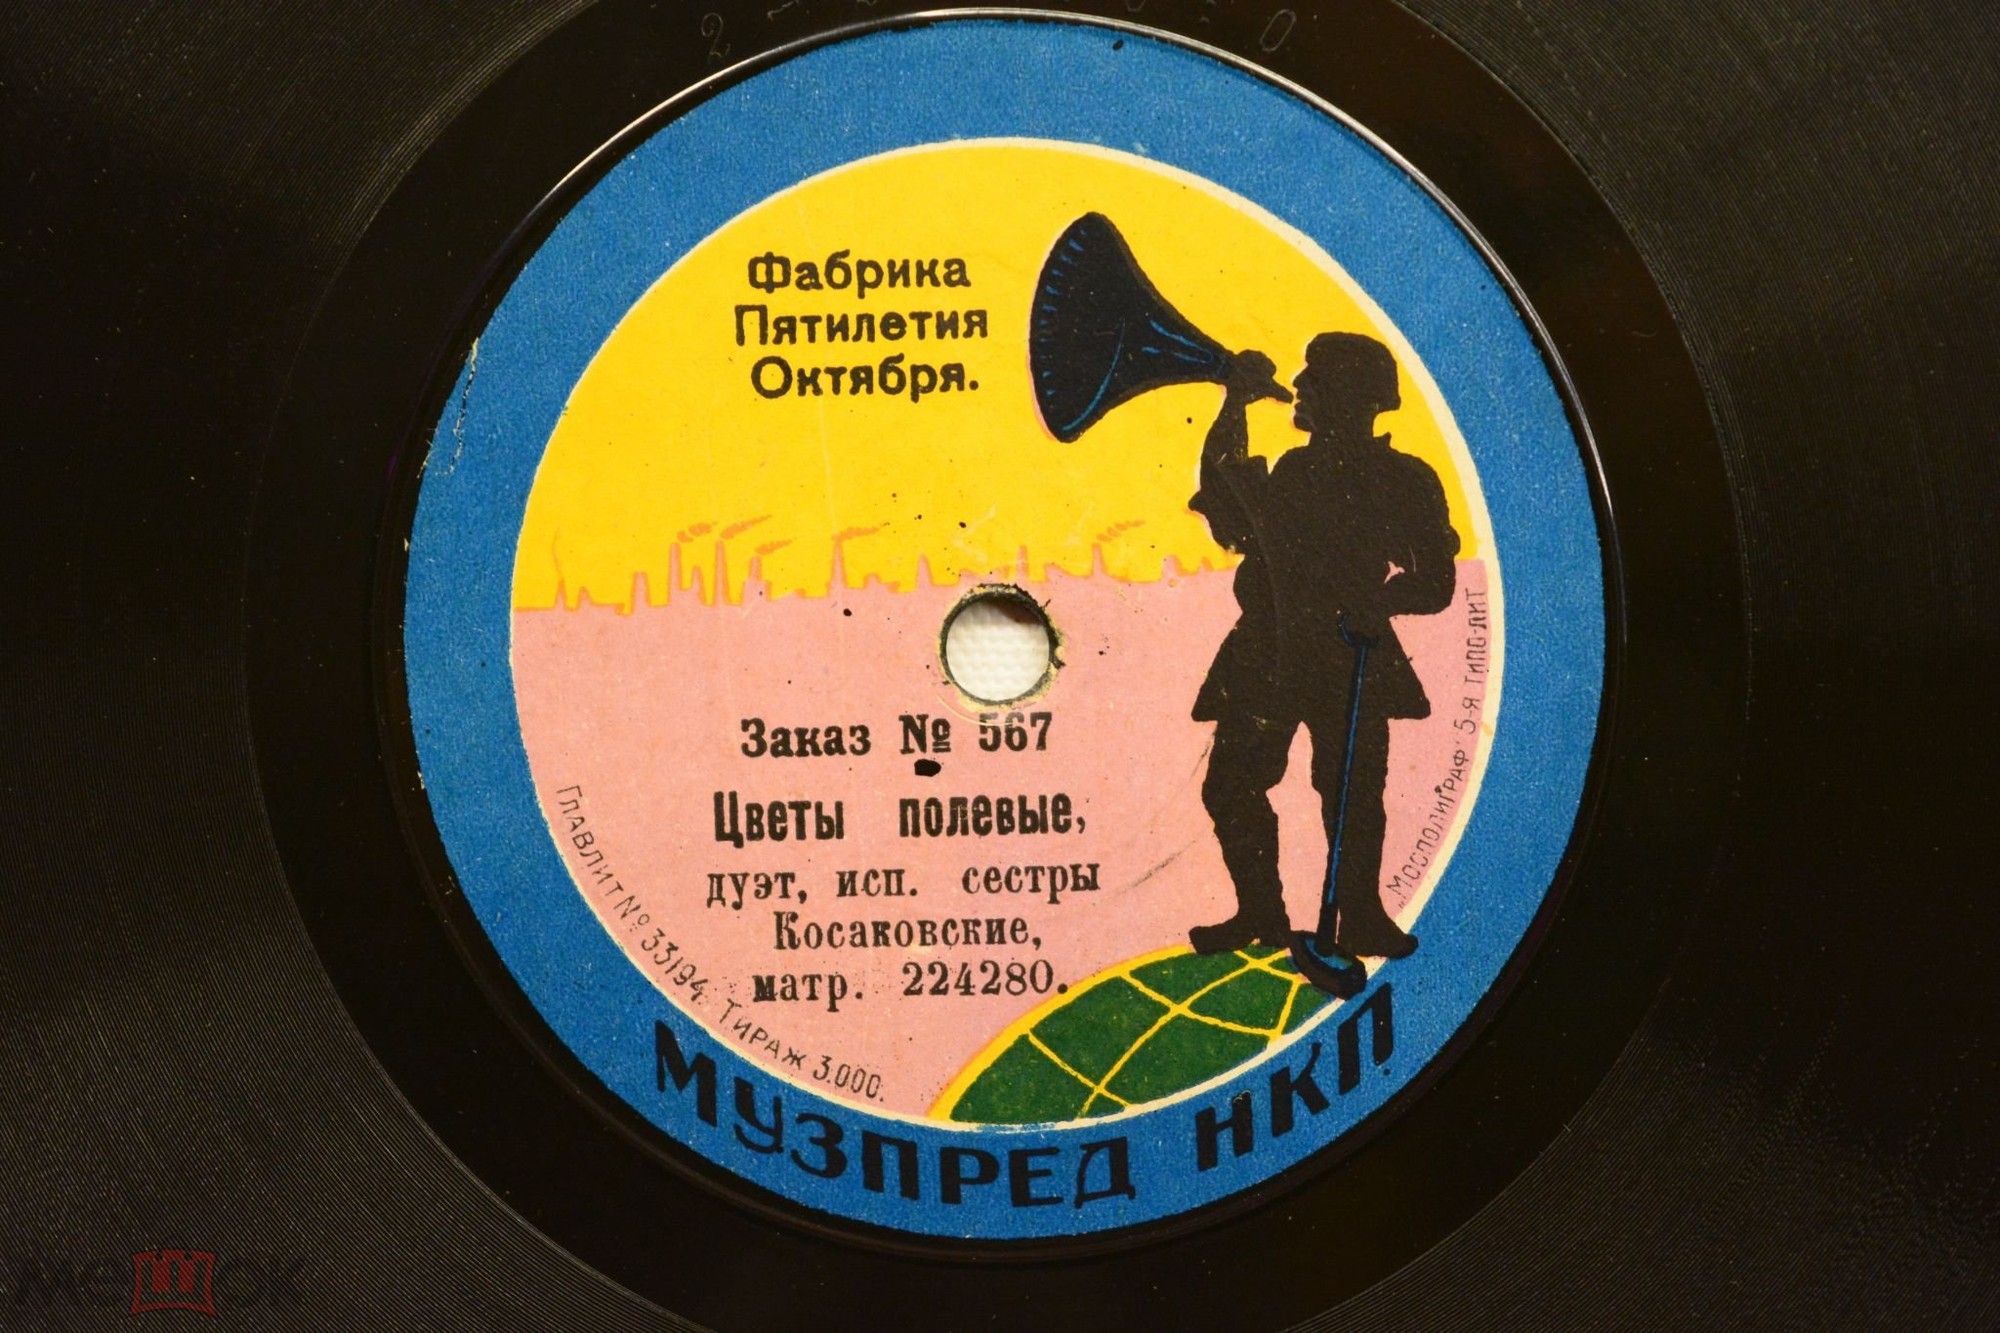 Фабрика
Пятилетия
Октября.
Заказ № 567
Цветы полевые,
дуэт, исп. сестры
Косаковские,
матр. 224280.
Главлит № 33194. Тираж 3.000.
„Мосполиграф" 5-я Типо-лит
МУЗПРЕД НКП
мешок